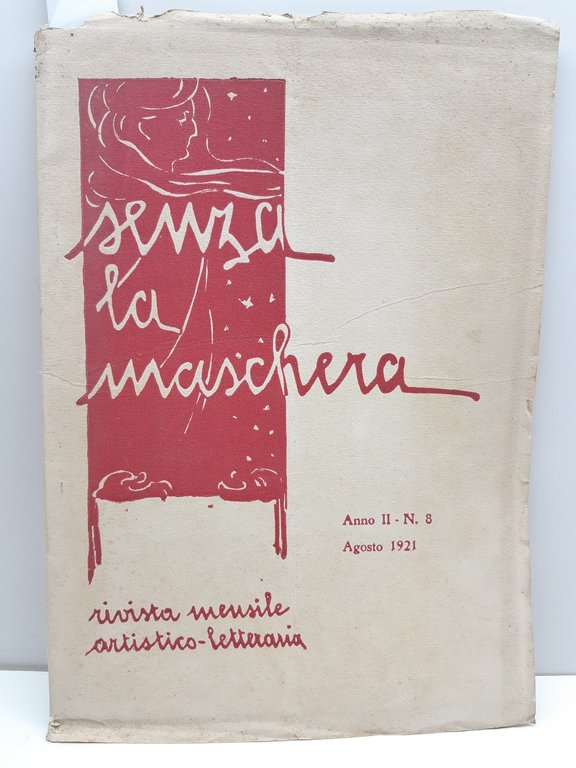 senza
la
maschera
Anno II - N. 8
Agosto 1921
rivista mensile
artistico-letteraria